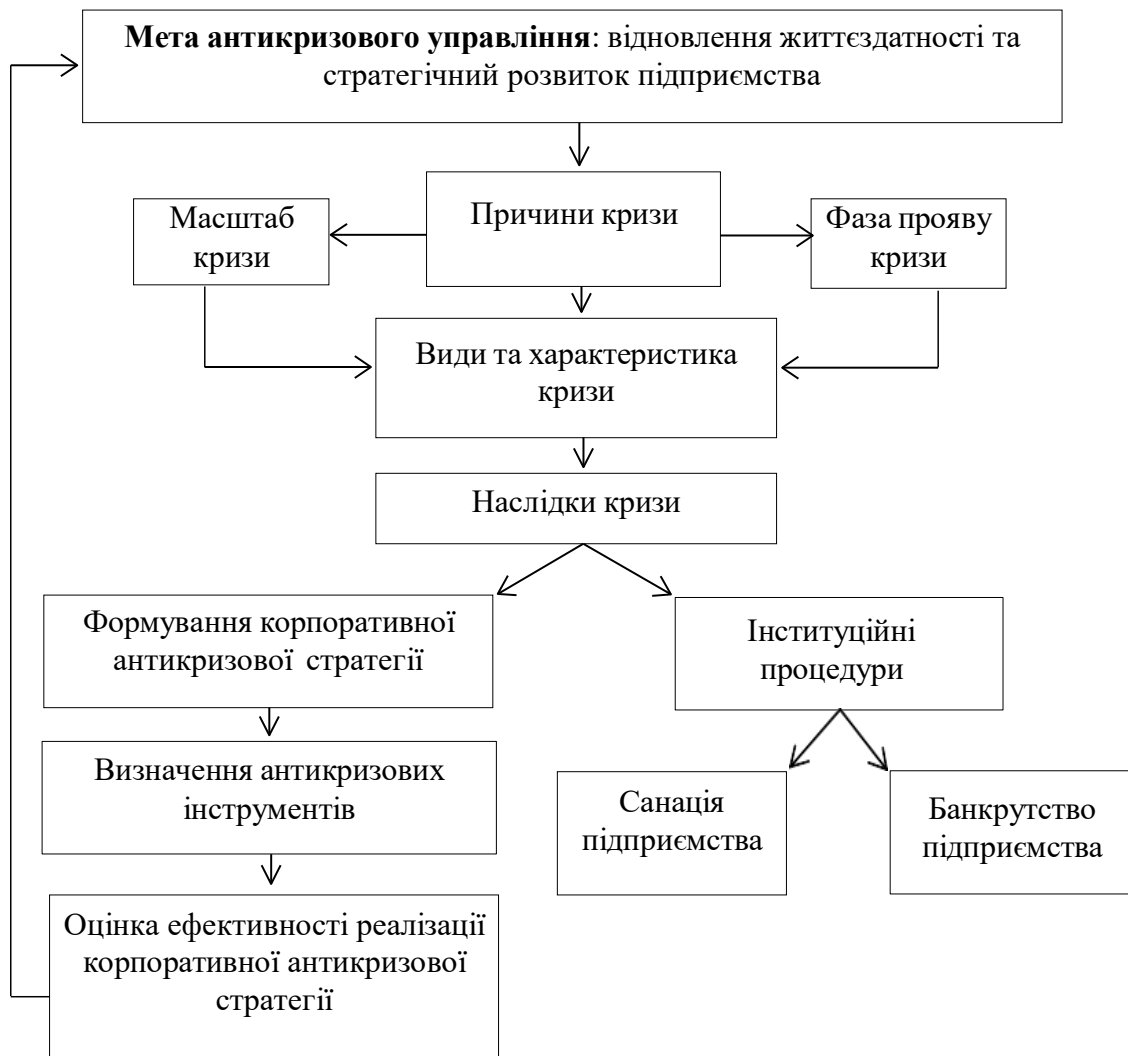 Мета антикризового управління: відновлення життєздатності та
стратегічний розвиток підприємства
Причини кризи
Масштаб
кризи
Фаза прояву
кризи
Види та характеристика
кризи
Наслідки кризи
Формування корпоративної
антикризової стратегії
Інституційні
процедури
Визначення антикризових
інструментів
Санація
підприємства
Банкрутство
підприємства
Оцінка ефективності реалізації
корпоративної антикризової
стратегії